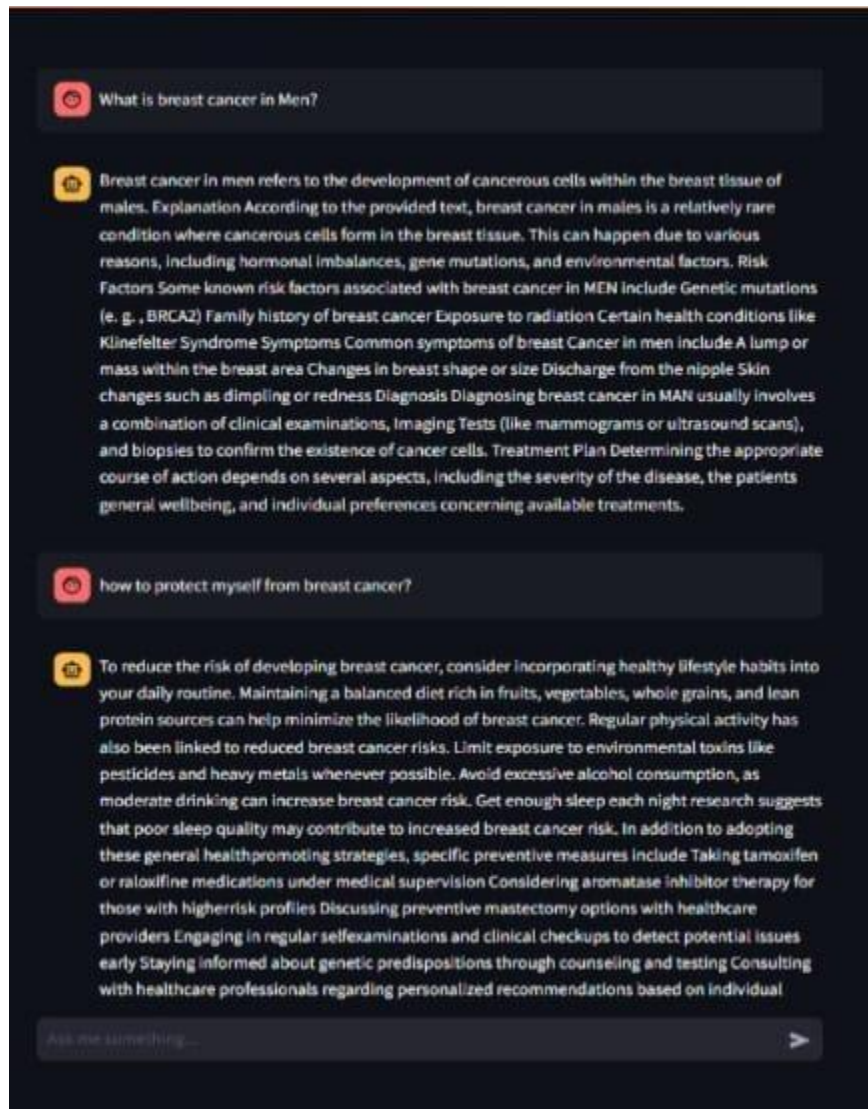 What is breast cancer in Men?
Breast cancer in men refers to the development of cancerous cells within the breast tissue of
males. Explanation According to the provided text, breast cancer in males is a relatively rare
condition where cancerous cells form in the breast tissue. This can happen due to various
reasons, including hormonal imbalances, gene mutations, and environmental factors. Risk
Factors Some known risk factors associated with breast cancer in MEN include Genetic mutations
(e. g. , BRCA2) Family history of breast cancer Exposure to radiation Certain health conditions like
Klinefelter Syndrome Symptoms Common symptoms of breast Cancer in men include A lump or
mass within the breast area Changes in breast shape or size Discharge from the nipple Skin
changes such as dimpling or redness Diagnosis Diagnosing breast cancer in MAN usually involves
a combination of clinical examinations, Imaging Tests (like mammograms or ultrasound scans),
and biopsies to confirm the existence of cancer cells. Treatment Plan Determining the appropriate
course of action depends on several aspects, including the severity of the disease, the patients
general wellbeing, and individual preferences concerning available treatments.
how to protect myself from breast cancer?
To reduce the risk of developing breast cancer, consider incorporating healthy lifestyle habits into
your daily routine. Maintaining a balanced diet rich in fruits, vegetables, whole grains, and lean
protein sources can help minimize the likelihood of breast cancer. Regular physical activity has
also been linked to reduced breast cancer risks. Limit exposure to environmental toxins like
pesticides and heavy metals whenever possible. Avoid excessive alcohol consumption, as
moderate drinking can increase breast cancer risk. Get enough sleep each night research suggests
that poor sleep quality may contribute to increased breast cancer risk. In addition to adopting
these general healthpromoting strategies, specific preventive measures include Taking tamoxifen
or raloxifine medications under medical supervision Considering aromatase inhibitor therapy for
those with higherrisk profiles Discussing preventive mastectomy options with healthcare
providers Engaging in regular selfexaminations and clinical checkups to detect potential issues
early Staying informed about genetic predispositions through counseling and testing Consulting
with healthcare professionals regarding personalized recommendations based on individual
Ask me something...